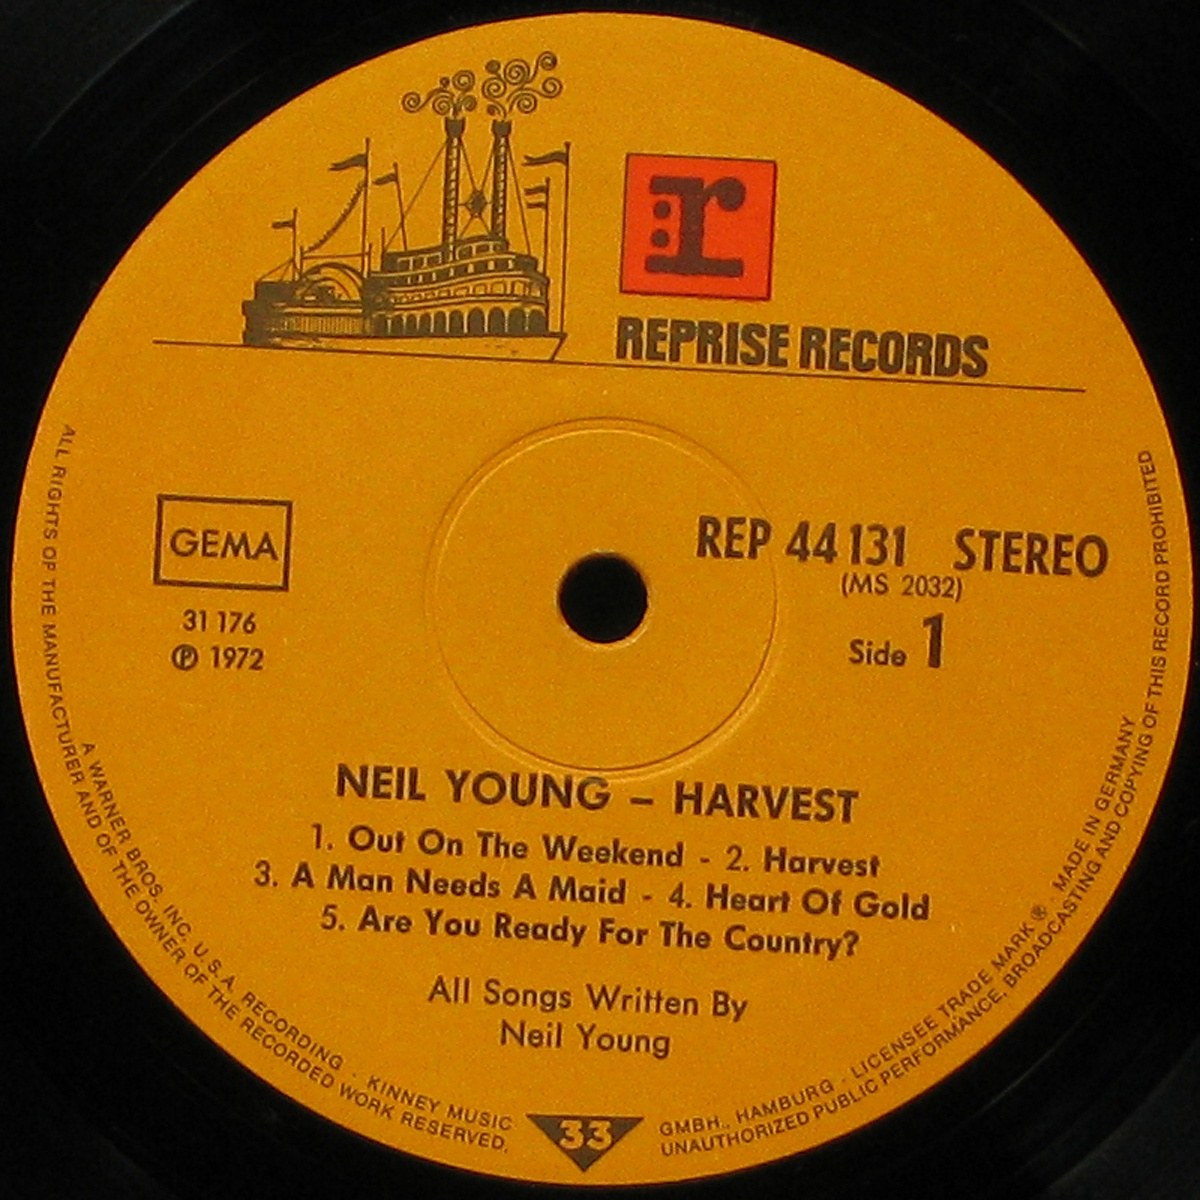 r
REPRISE RECORDS
GEMA
31 176
℗ 1972
REP 44 131 STEREO
(MS 2032)
Side 1
NEIL YOUNG – HARVEST
1. Out On The Weekend - 2. Harvest
3. A Man Needs A Maid - 4. Heart Of Gold
5. Are You Ready For The Country?
All Songs Written By
Neil Young
ALL RIGHTS OF THE MANUFACTURER AND OF THE OWNER OF THE RECORDED WORK RESERVED. UNAUTHORIZED PUBLIC PERFORMANCE, BROADCASTING AND COPYING OF THIS RECORD PROHIBITED
A WARNER BROS. INC. U.S.A. RECORDING · KINNEY MUSIC GMBH., HAMBURG · LICENSEE TRADE MARK ® · MADE IN GERMANY
33